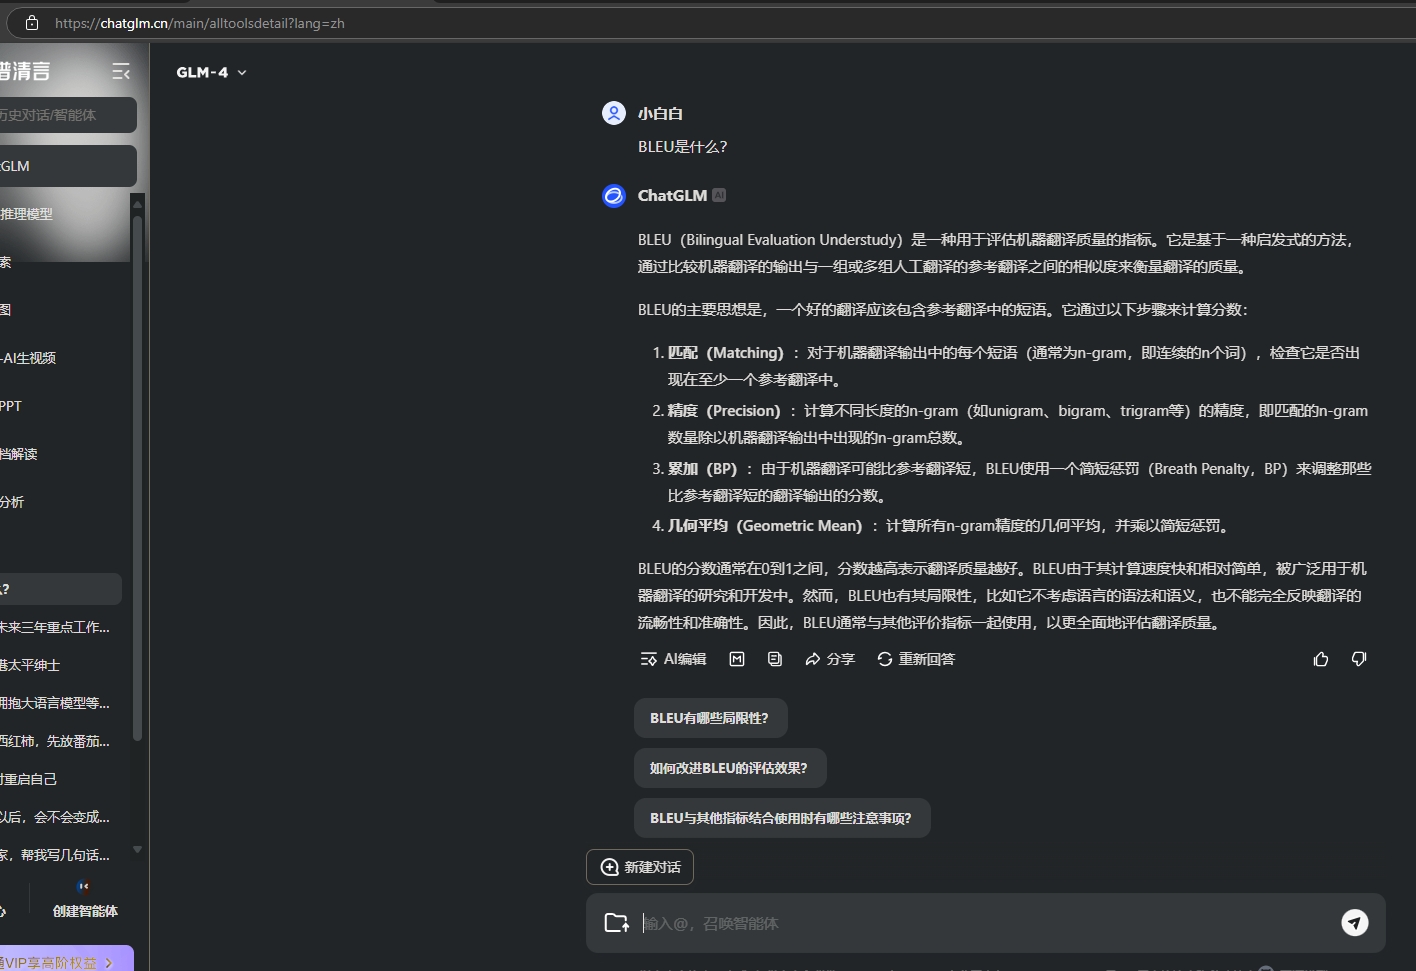 https://chatglm.cn/main/alltoolsdetail?lang=zh
谱清言
历史对话/智能体
GLM
推理模型
索
图
-AI生视频
PPT
档解读
分析
?
未来三年重点工作...
港太平绅士
拥抱大语言模型等...
西红柿，先放番茄...
时重启自己
以后，会不会变成...
家，帮我写几句话...
心
创建智能体
通VIP享高阶权益
GLM-4
小白白
BLEU是什么？
ChatGLM AI
BLEU（Bilingual Evaluation Understudy）是一种用于评估机器翻译质量的指标。它是基于一种启发式的方法，
通过比较机器翻译的输出与一组或多组人工翻译的参考翻译之间的相似度来衡量翻译的质量。
BLEU的主要思想是，一个好的翻译应该包含参考翻译中的短语。它通过以下步骤来计算分数：
1. 匹配（Matching）：对于机器翻译输出中的每个短语（通常为n-gram，即连续的n个词），检查它是否出
现在至少一个参考翻译中。
2. 精度（Precision）：计算不同长度的n-gram（如unigram、bigram、trigram等）的精度，即匹配的n-gram
数量除以机器翻译输出中出现的n-gram总数。
3. 累加（BP）：由于机器翻译可能比参考翻译短，BLEU使用一个简短惩罚（Breath Penalty，BP）来调整那些
比参考翻译短的翻译输出的分数。
4. 几何平均（Geometric Mean）：计算所有n-gram精度的几何平均，并乘以简短惩罚。
BLEU的分数通常在0到1之间，分数越高表示翻译质量越好。BLEU由于其计算速度快和相对简单，被广泛用于机
器翻译的研究和开发中。然而，BLEU也有其局限性，比如它不考虑语言的语法和语义，也不能完全反映翻译的
流畅性和准确性。因此，BLEU通常与其他评价指标一起使用，以更全面地评估翻译质量。
AI编辑 分享 重新回答
BLEU有哪些局限性？
如何改进BLEU的评估效果？
BLEU与其他指标结合使用时有哪些注意事项？
新建对话
输入@，召唤智能体